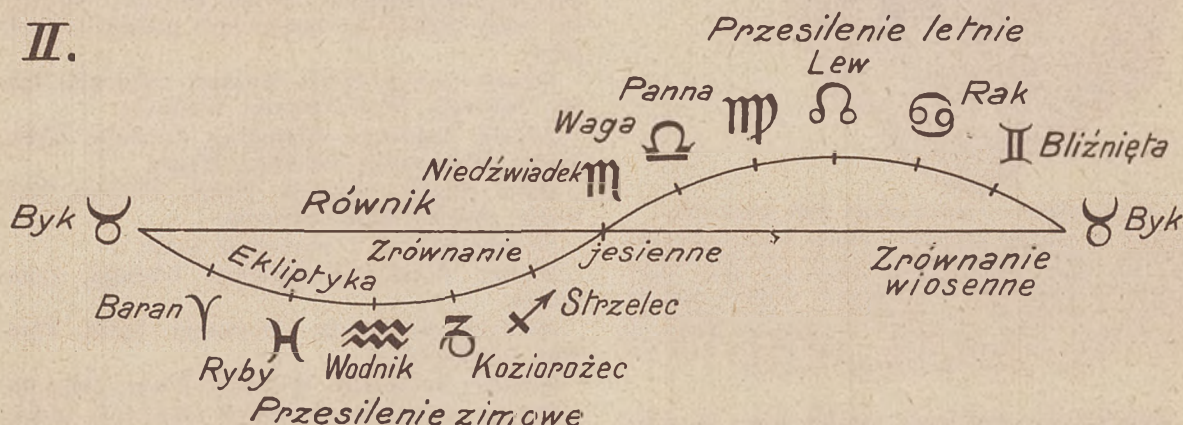 II.
Przesilenie letnie
Lew
Panna ♍ ♌ ♋ Rak
Waga ♎ ♊ Bliźnięta
Niedźwiadek ♏
Byk ♉ Równik ♉ Byk
Ekliptyka Zrównanie jesienne Zrównanie
wiosenne
Baran ♈ ♐ Strzelec
Ryby ♓ ♒ Wodnik ♑ Koziorożec
Przesilenie zimowe